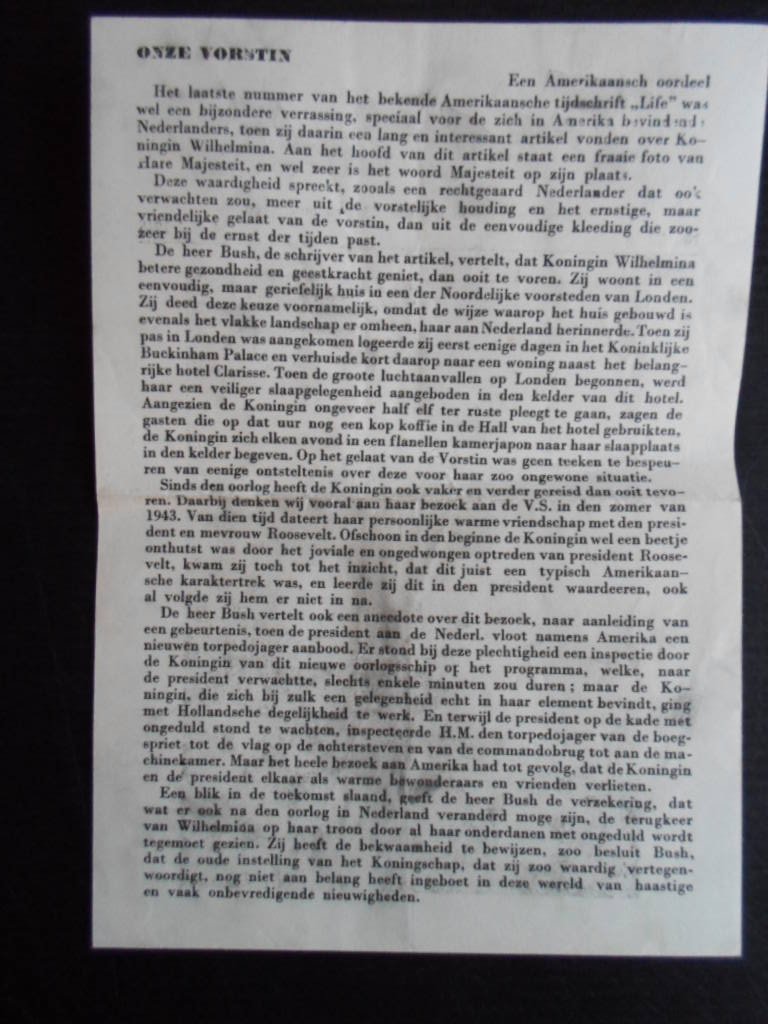 ONZE VORSTIN
Een Amerikaansch oordeel
Het laatste nummer van het bekende Amerikaansche tijdschrift „Life" was
wel een bijzondere verrassing, speciaal voor de zich in Amerika bevindende
Nederlanders, toen zij daarin een lang en interessant artikel vonden over Ko-
ningin Wilhelmina. Aan het hoofd van dit artikel staat een fraaie foto van
Hare Majesteit, en wel zeer is het woord Majesteit op zijn plaats.
Deze waardigheid spreekt, zooals een rechtgeaard Nederlander dat ook
verwachten zou, meer uit de vorstelijke houding en het ernstige, maar
vriendelijke gelaat van de vorstin, dan uit de eenvoudige kleeding die zoo-
zeer bij de ernst der tijden past.
De heer Bush, de schrijver van het artikel, vertelt, dat Koningin Wilhelmina
betere gezondheid en geestkracht geniet, dan ooit te voren. Zij woont in een
eenvoudig, maar geriefelijk huis in een der Noordelijke voorsteden van Londen.
Zij deed deze keuze voornamelijk, omdat de wijze waarop het huis gebouwd is
evenals het vlakke landschap er omheen, haar aan Nederland herinnerde. Toen zij
pas in Londen was aangekomen logeerde zij eerst eenige dagen in het Koninklijke
Buckinham Palace en verhuisde kort daarop naar een woning naast het belang-
rijke hotel Clarisse. Toen de groote luchtaanvallen op Londen begonnen, werd
haar een veiliger slaapgelegenheid aangeboden in den kelder van dit hotel.
Aangezien de Koningin ongeveer half elf ter ruste pleegt te gaan, zagen de
gasten die op dat uur nog een kop koffie in de Hall van het hotel gebruikten,
de Koningin zich elken avond in een flanellen kamerjapon naar haar slaapplaats
in den kelder begeven. Op het gelaat van de Vorstin was geen teeken te bespeu-
ren van eenige ontsteltenis over deze voor haar zoo ongewone situatie.
Sinds den oorlog heeft de Koningin ook vaker en verder gereisd dan ooit tevo-
ren. Daarbij denken wij vooral aan haar bezoek aan de V.S. in den zomer van
1943. Van dien tijd dateert haar persoonlijke warme vriendschap met den presi-
dent en mevrouw Roosevelt. Ofschoon in den beginne de Koningin wel een beetje
onthutst was door het joviale en ongedwongen optreden van president Roose-
velt, kwam zij toch tot het inzicht, dat dit juist een typisch Amerikaan-
sche karaktertrek was, en leerde zij dit in den president waardeeren, ook
al volgde zij hem er niet in na.
De heer Bush vertelt ook een anecdote over dit bezoek, naar aanleiding van
een gebeurtenis, toen de president aan de Nederl. vloot namens Amerika een
nieuwen torpedojager aanbood. Er stond bij deze plechtigheid een inspectie door
de Koningin van dit nieuwe oorlogsschip op het programma, welke, naar
de president verwachtte, slechts enkele minuten zou duren; maar de Ko-
ningin, die zich bij zulk een gelegenheid echt in haar element bevindt, ging
met Hollandsche degelijkheid te werk. En terwijl de president op de kade met
ongeduld stond te wachten, inspecteerde H.M. den torpedojager van de boeg-
spriet tot de vlag op de achtersteven en van de commandobrug tot aan de ma-
chinekamer. Maar het heele bezoek aan Amerika had tot gevolg, dat de Koningin
en de president elkaar als warme bewonderaars en vrienden verlieten.
Een blik in de toekomst slaand, geeft de heer Bush de verzekering, dat
wat er ook na den oorlog in Nederland veranderd moge zijn, de terugkeer
van Wilhelmina op haar troon door al haar onderdanen met ongeduld wordt
tegemoet gezien. Zij heeft de bekwaamheid te bewijzen, zoo besluit Bush,
dat de oude instelling van het Koningschap, dat zij zoo waardig vertegen-
woordigt, nog niet aan belang heeft ingeboet in deze wereld van haastige
en vaak onbevredigende nieuwigheden.